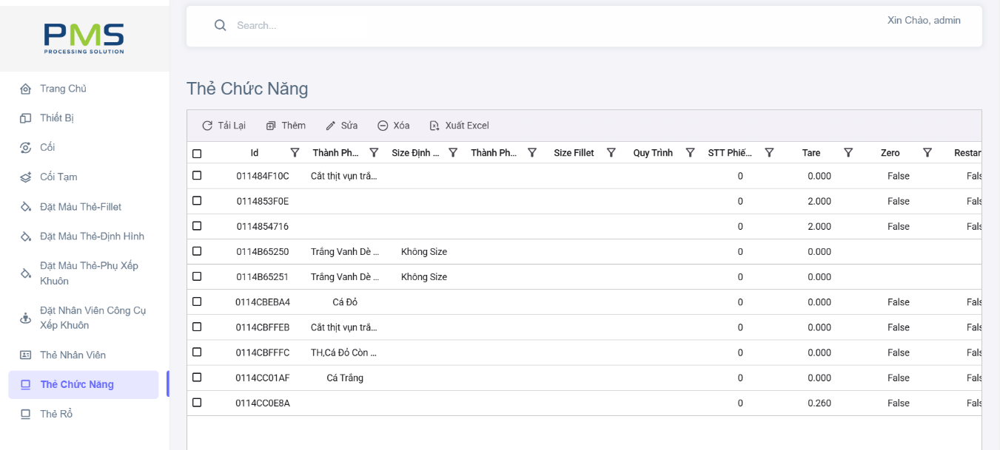 PMS
PROCESSING SOLUTION
Trang Chủ
Thiết Bị
Cối
Cối Tạm
Đặt Màu Thẻ-Fillet
Đặt Màu Thẻ-Định Hình
Đặt Màu Thẻ-Phụ Xếp
Khuôn
Đặt Nhân Viên Công Cụ
Xếp Khuôn
Thẻ Nhân Viên
Thẻ Chức Năng
Thẻ Rổ
Search... Xin Chào, admin
Thẻ Chức Năng
Tải Lại Thêm Sửa Xóa Xuất Excel
Id Thành Ph... Size Định ... Thành Ph... Size Fillet Quy Trình STT Phiế... Tare Zero Restar
011484F10C Cắt thịt vụn trắ... 0 0.000 False Fals
0114853F0E 0 2.000 False Fals
0114854716 0 2.000 False Fals
0114B65250 Trắng Vanh Dè ... Không Size 0 0.000
0114B65251 Trắng Vanh Dè ... Không Size 0 0.000
0114CBEBA4 Cá Đỏ 0 0.000 False Fals
0114CBFFEB Cắt thịt vụn trắ... 0 0.000 False Fals
0114CBFFFC TH,Cá Đỏ Còn ... 0 0.000 False Fals
0114CC01AF Cá Trắng 0 0.000 False Fals
0114CC0E8A 0 0.260 False Fals